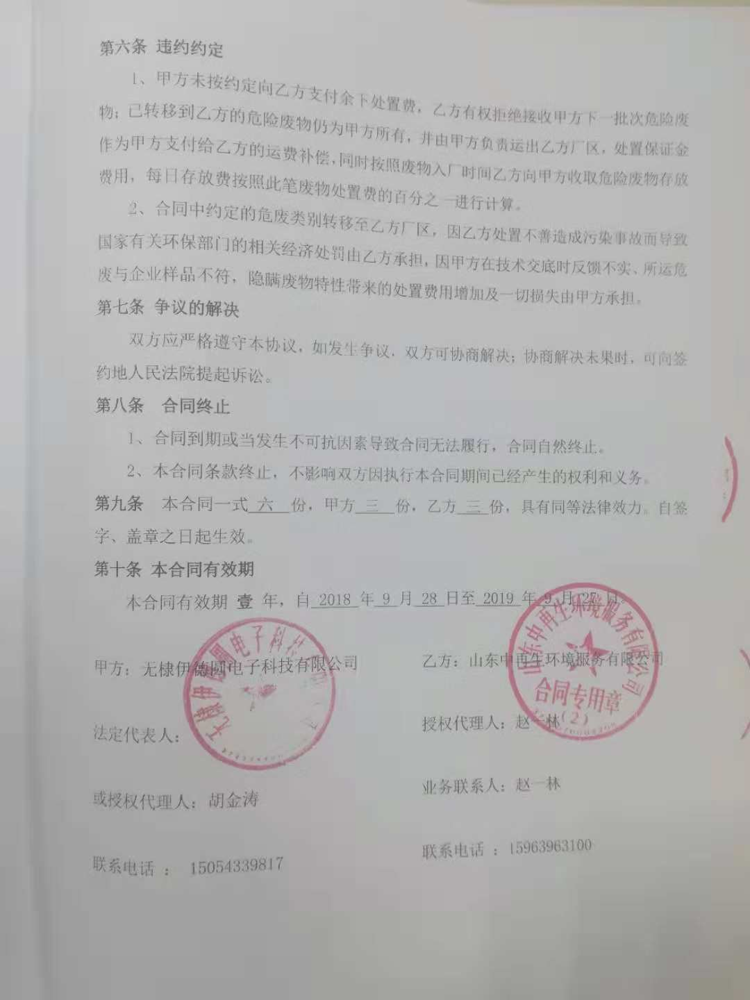 第六条 违约约定
1、甲方未按约定向乙方支付余下处置费，乙方有权拒绝接收甲方下一批次危险废
物；已转移到乙方的危险废物仍为甲方所有，并由甲方负责运出乙方厂区，处置保证金
作为甲方支付给乙方的运费补偿，同时按照废物入厂时间乙方向甲方收取危险废物存放
费用，每日存放费按照此笔废物处置费的百分之一进行计算。
2、合同中约定的危废类别转移至乙方厂区，因乙方处置不善造成污染事故而导致
国家有关环保部门的相关经济处罚由乙方承担，因甲方在技术交底时反馈不实、所运危
废与企业样品不符，隐瞒废物特性带来的处置费用增加及一切损失由甲方承担。
第七条 争议的解决
双方应严格遵守本协议，如发生争议．双方可协商解决；协商解决未果时，可向签
约地人民法院提起诉讼。
第八条 合同终止
1、合同到期或当发生不可抗因素导致合同无法履行，合同自然终止。
2、本合同条款终止，不影响双方因执行本合同期间已经产生的权利和义务。
第九条 本合同一式 六 份，甲方 三 份，乙方 三 份，具有同等法律效力。自签
字、盖章之日起生效。
第十条 本合同有效期
本合同有效期 壹 年，自 2018 年 9 月 28 日至 2019 年 9 月 27 日。
甲方：无棣伊德圆电子科技有限公司
乙方：山东中再生环境服务有限公司
无棣伊德圆电子科技
山东中再生环境服务有限公司
合同专用章
(2)
法定代表人：
授权代理人：赵一林
或授权代理人：胡金涛
业务联系人：赵一林
联系电话 ： 15054339817
联系电话 ：15963963100